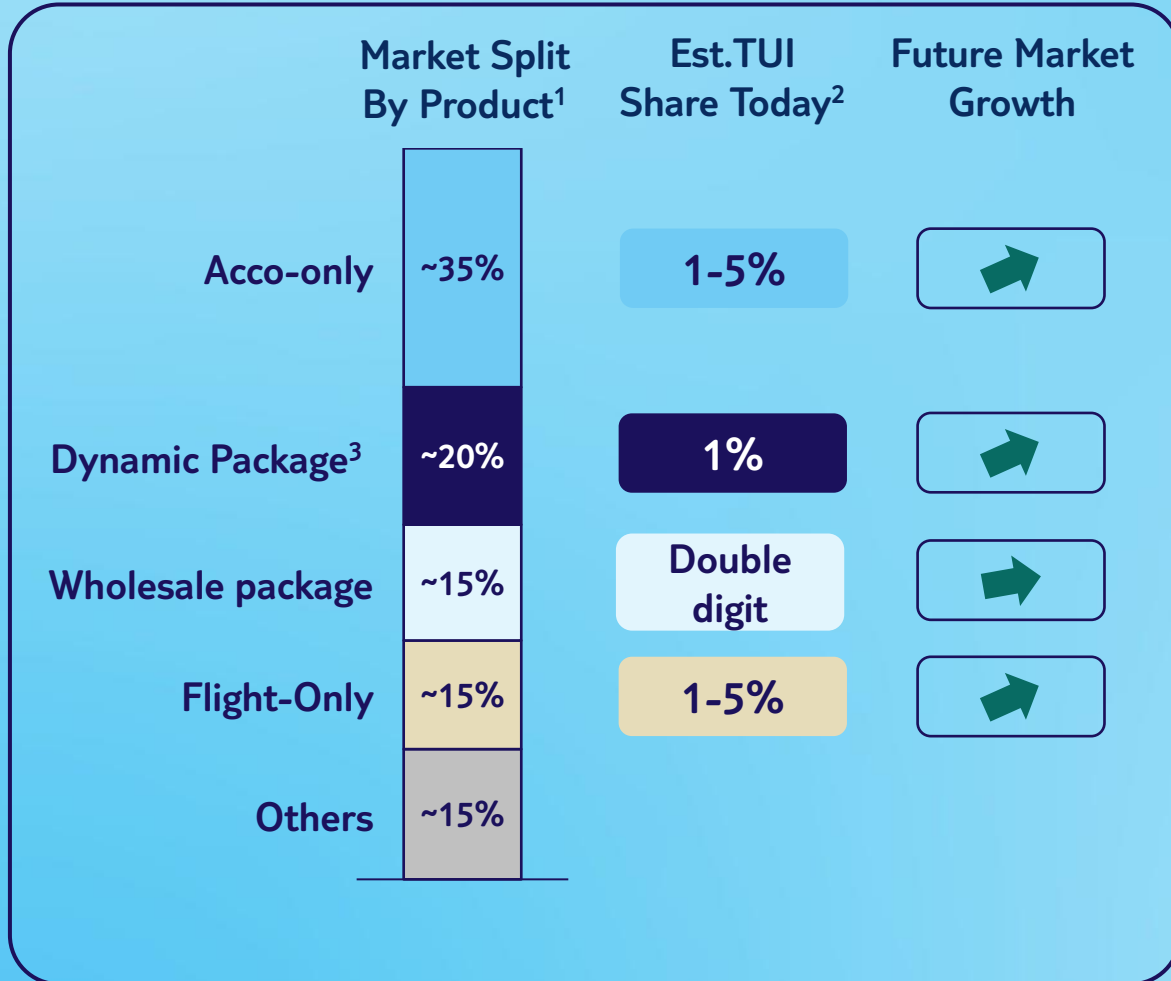 Market Split
By Product¹
Est.TUI
Share Today²
Future Market
Growth
Acco-only
~35%
1-5%
Dynamic Package³
~20%
1%
Wholesale package
~15%
Double
digit
Flight-Only
~15%
1-5%
Others
~15%